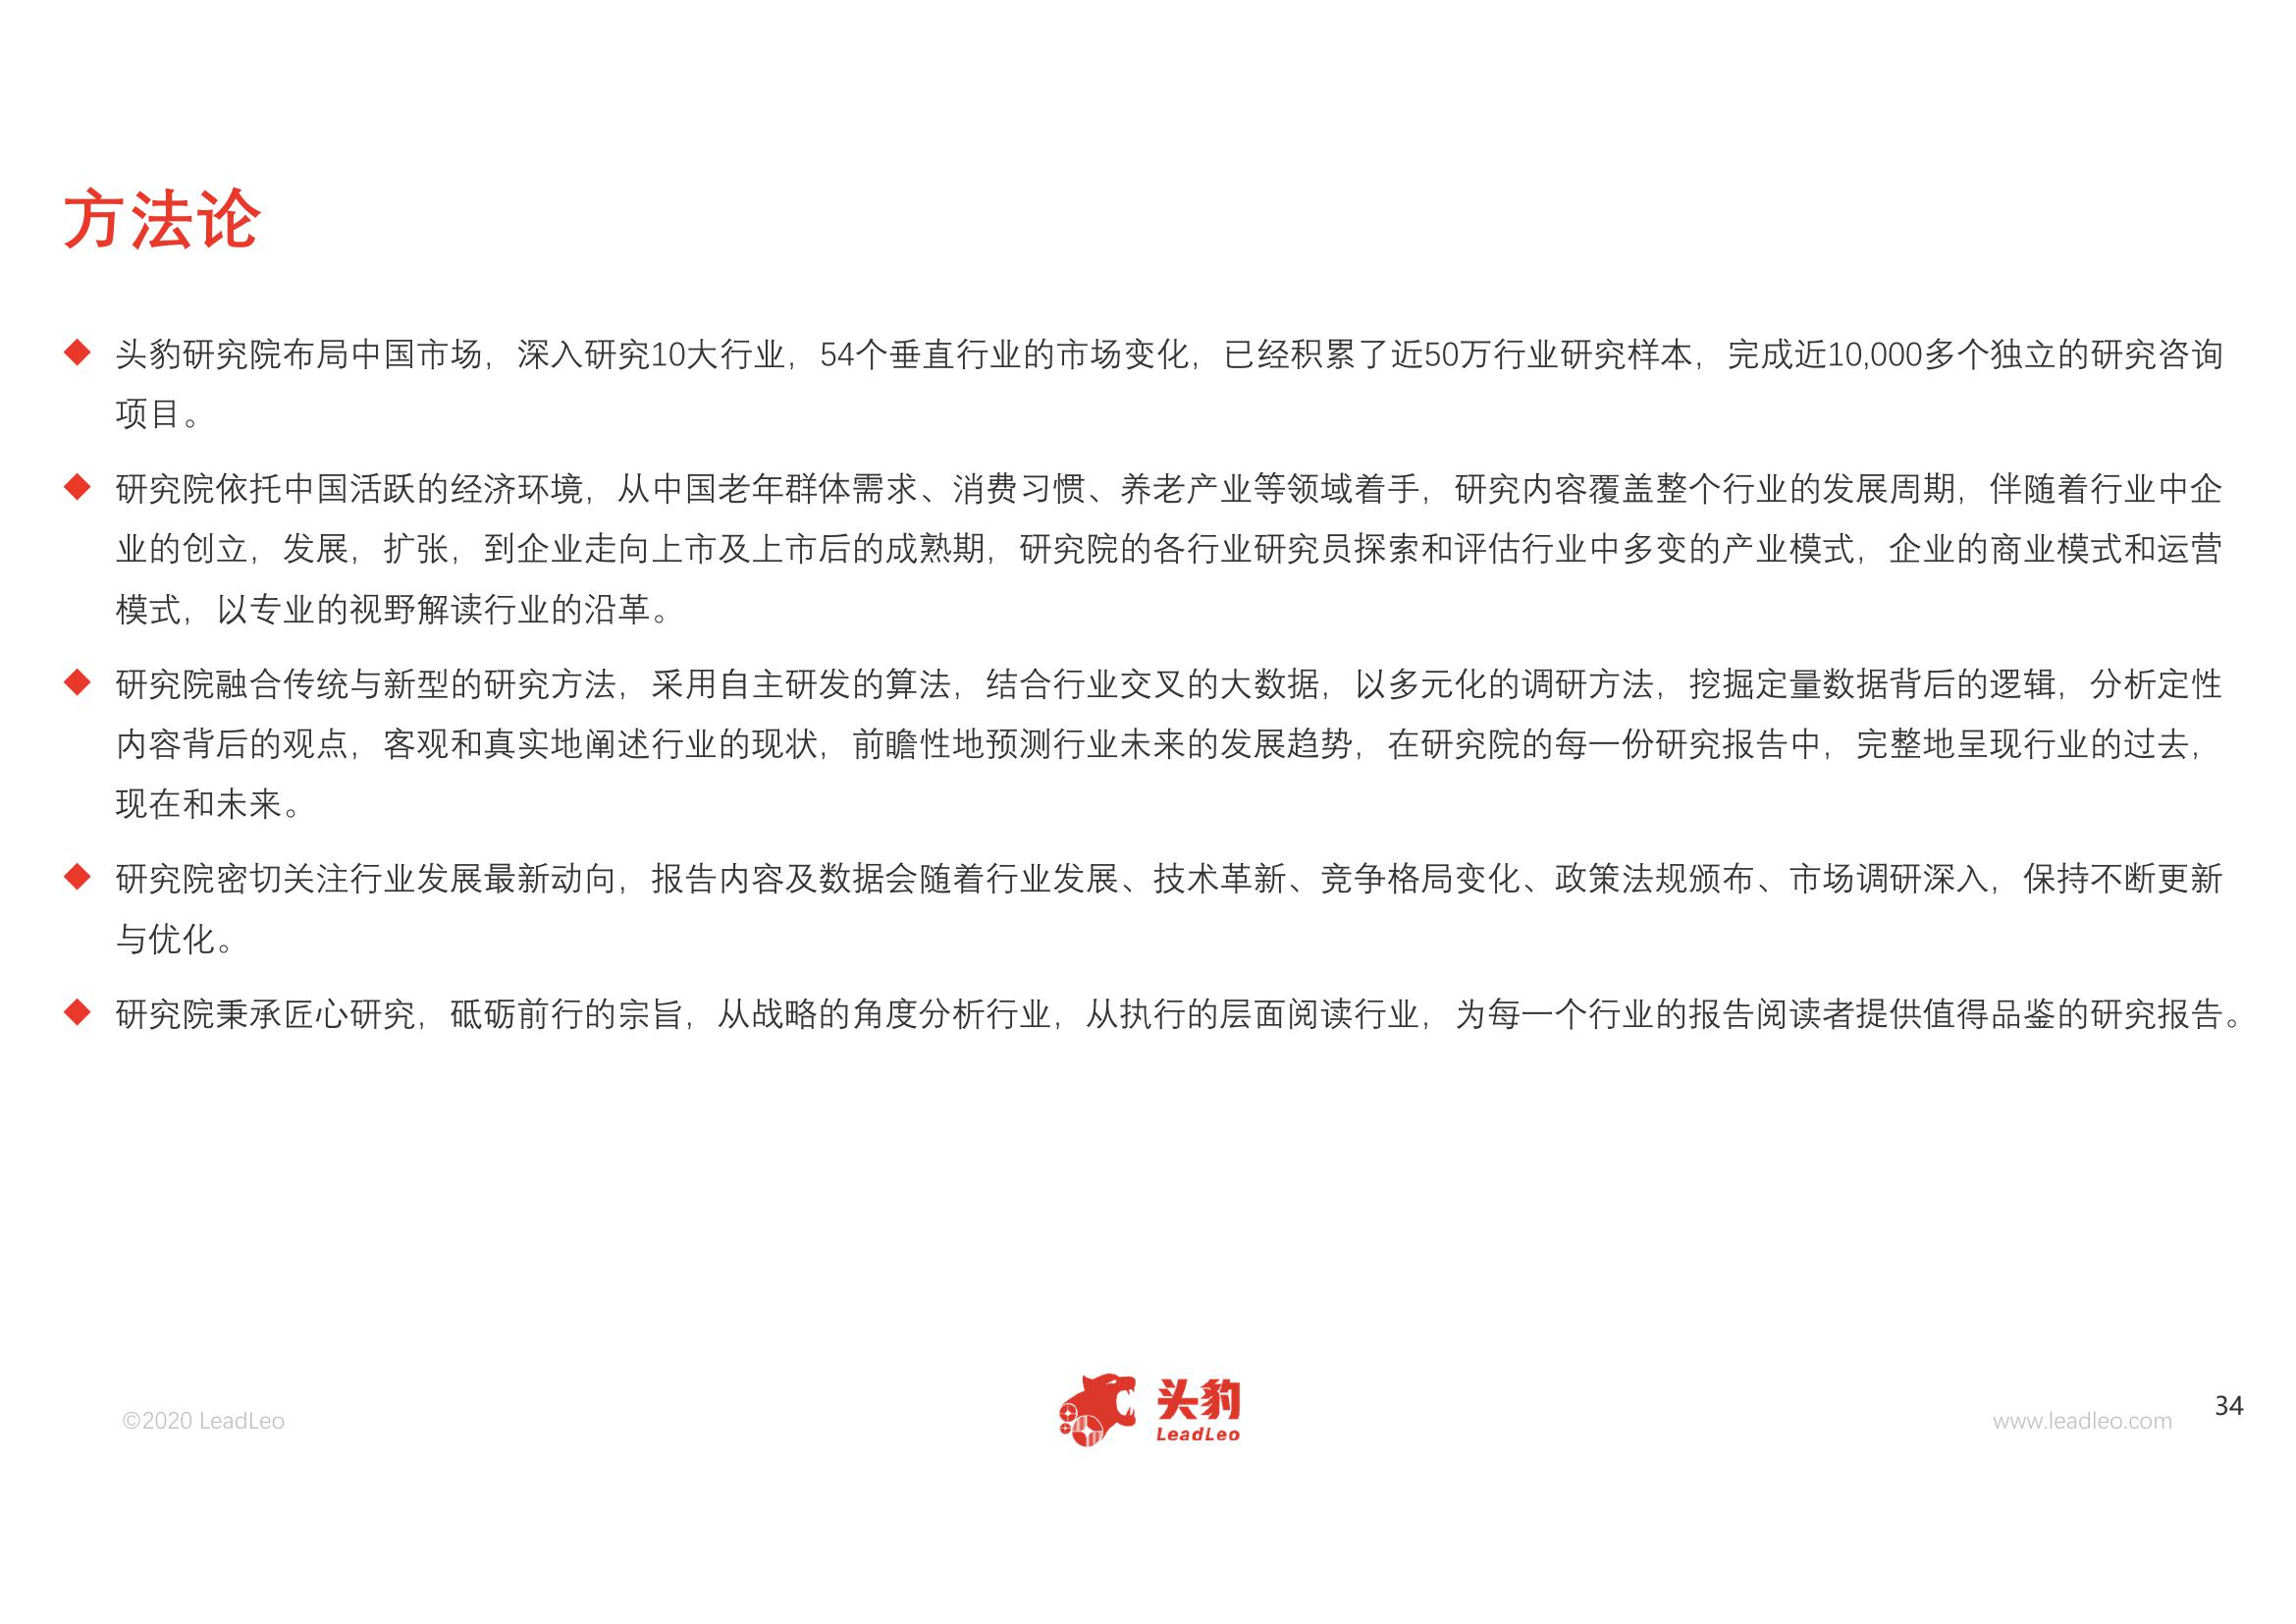 方法论
头豹研究院布局中国市场，深入研究10大行业，54个垂直行业的市场变化，已经积累了近50万行业研究样本，完成近10,000多个独立的研究咨询
项目。
研究院依托中国活跃的经济环境，从中国老年群体需求、消费习惯、养老产业等领域着手，研究内容覆盖整个行业的发展周期，伴随着行业中企
业的创立，发展，扩张，到企业走向上市及上市后的成熟期，研究院的各行业研究员探索和评估行业中多变的产业模式，企业的商业模式和运营
模式，以专业的视野解读行业的沿革。
研究院融合传统与新型的研究方法，采用自主研发的算法，结合行业交叉的大数据，以多元化的调研方法，挖掘定量数据背后的逻辑，分析定性
内容背后的观点，客观和真实地阐述行业的现状，前瞻性地预测行业未来的发展趋势，在研究院的每一份研究报告中，完整地呈现行业的过去，
现在和未来。
研究院密切关注行业发展最新动向，报告内容及数据会随着行业发展、技术革新、竞争格局变化、政策法规颁布、市场调研深入，保持不断更新
与优化。
研究院秉承匠心研究，砥砺前行的宗旨，从战略的角度分析行业，从执行的层面阅读行业，为每一个行业的报告阅读者提供值得品鉴的研究报告。
©2020 LeadLeo
头豹
LeadLeo
www.leadleo.com
34